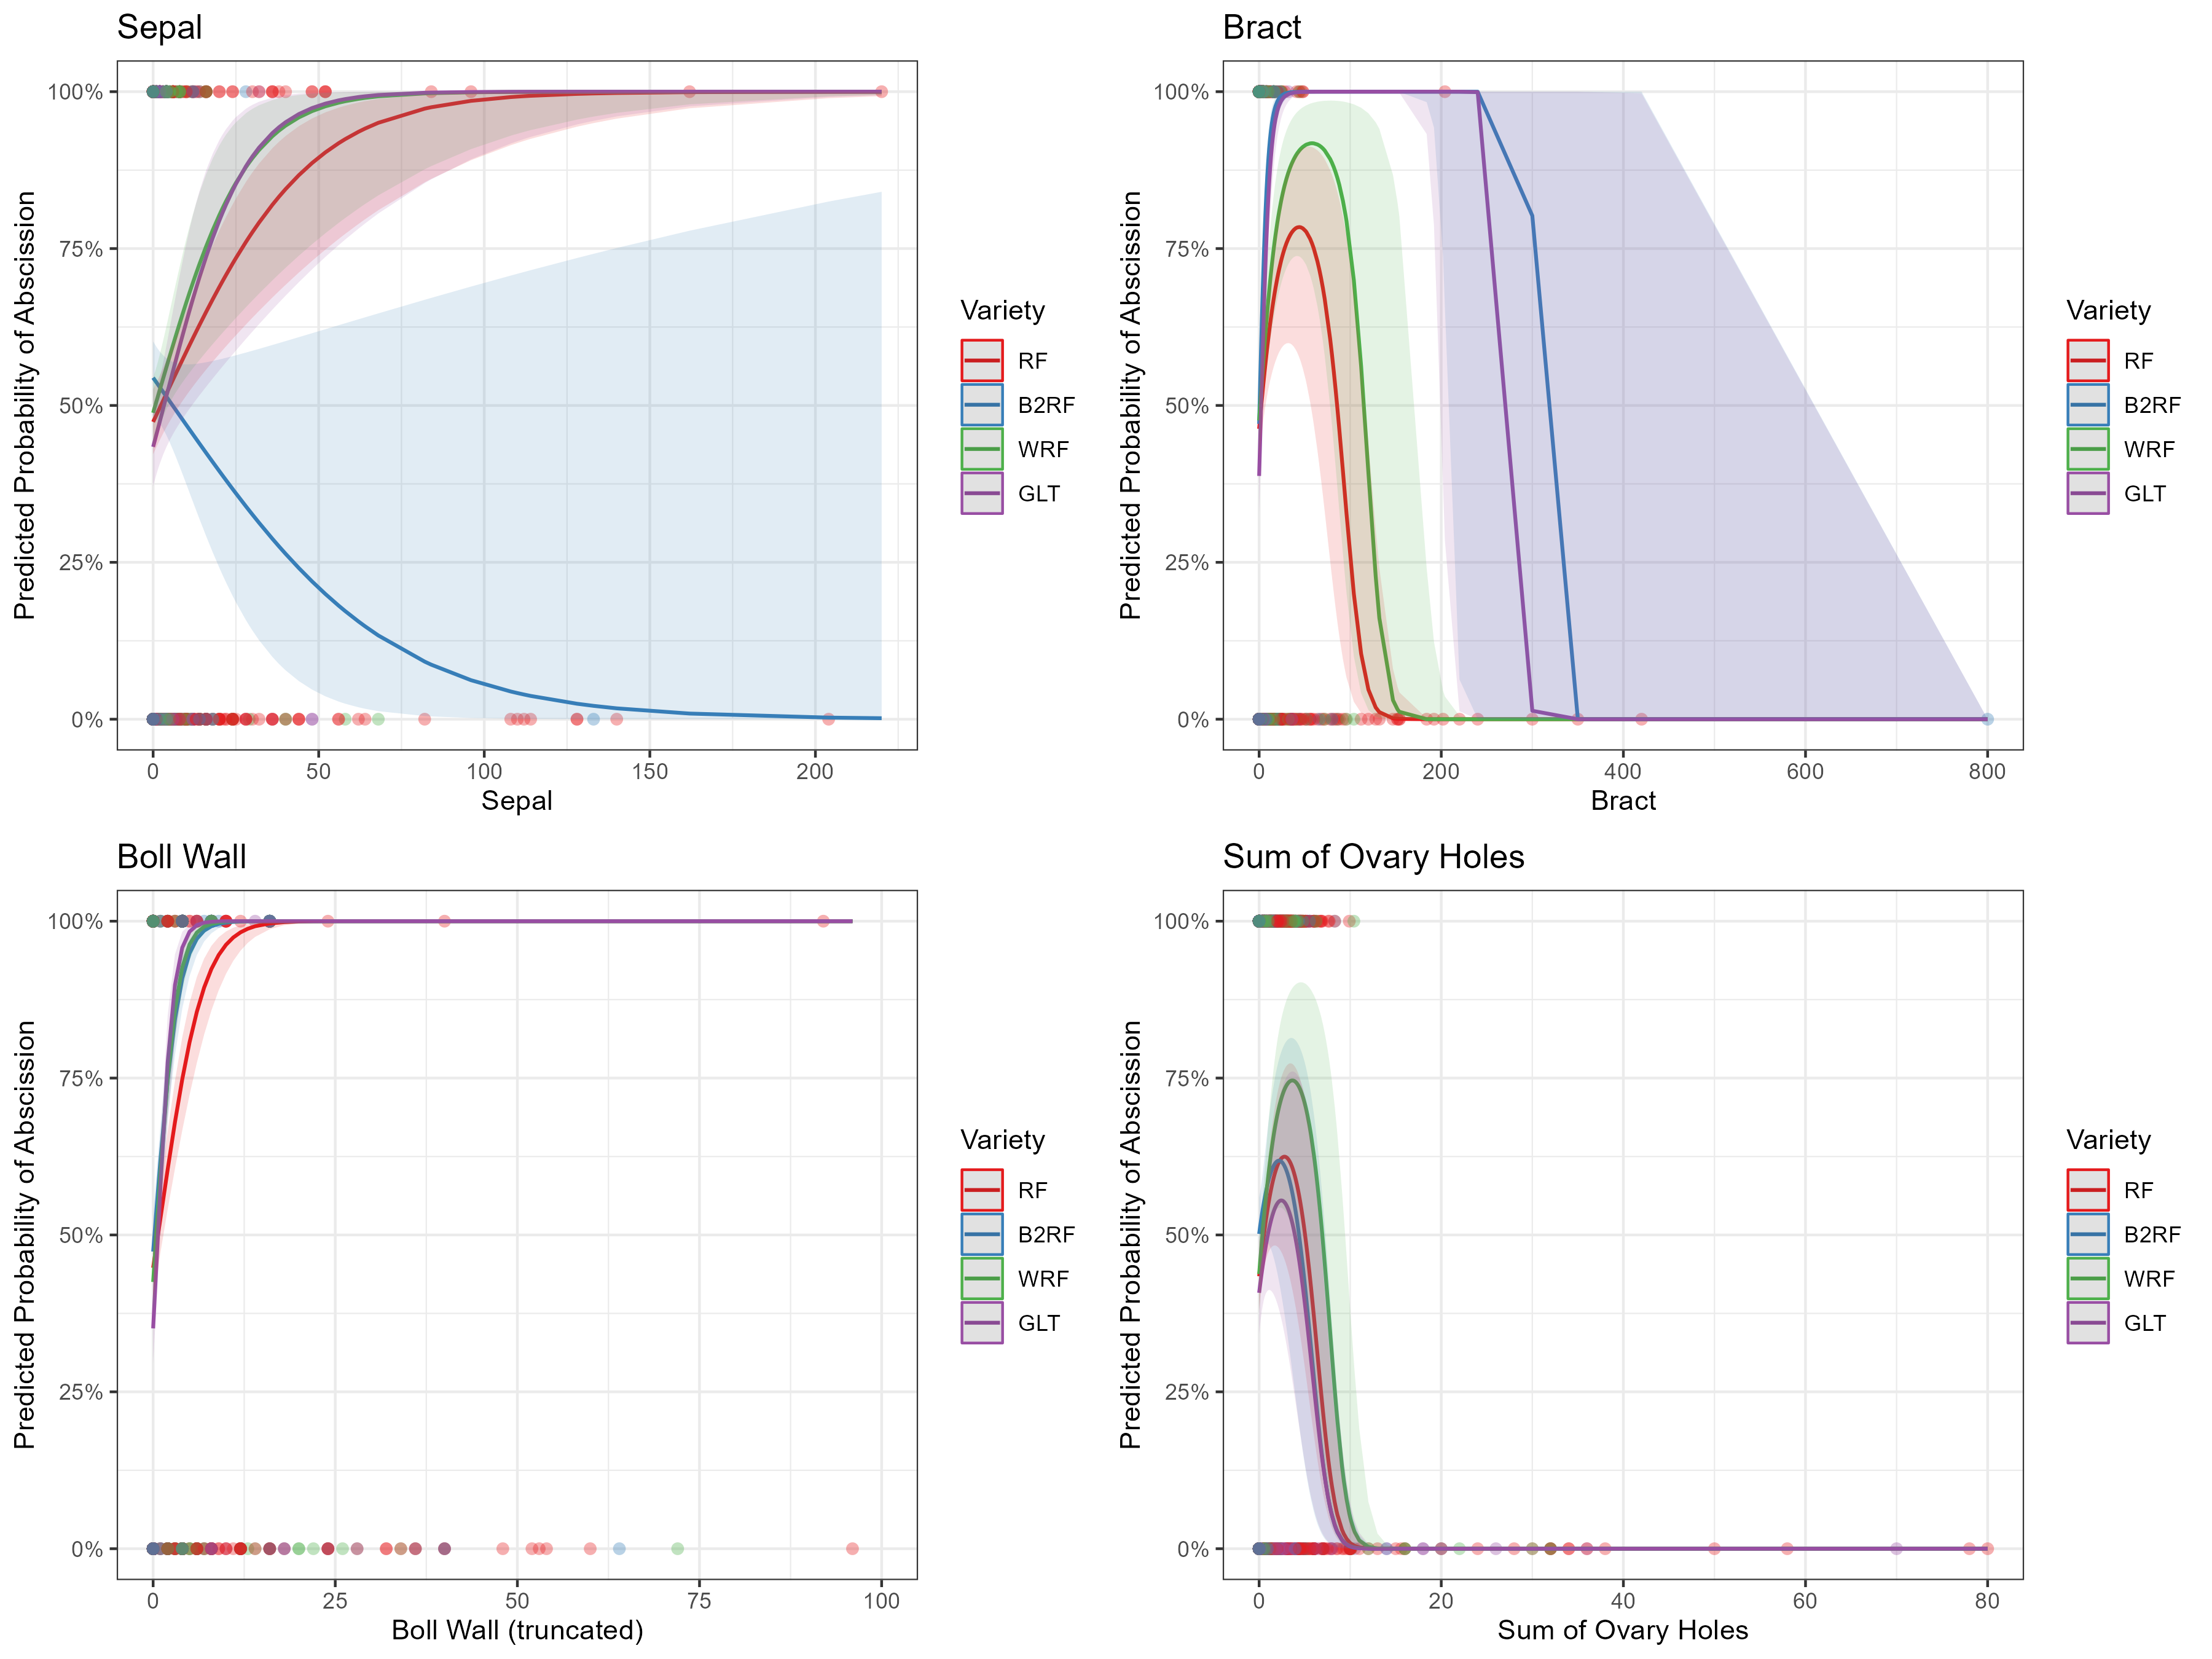 Sepal
Predicted Probability of Abscission
100%
75%
50%
25%
0%
0 50 100 150 200
Sepal
Variety
RF
B2RF
WRF
GLT
Bract
Predicted Probability of Abscission
100%
75%
50%
25%
0%
0 200 400 600 800
Bract
Variety
RF
B2RF
WRF
GLT
Boll Wall
Predicted Probability of Abscission
100%
75%
50%
25%
0%
0 25 50 75 100
Boll Wall (truncated)
Variety
RF
B2RF
WRF
GLT
Sum of Ovary Holes
Predicted Probability of Abscission
100%
75%
50%
25%
0%
0 20 40 60 80
Sum of Ovary Holes
Variety
RF
B2RF
WRF
GLT